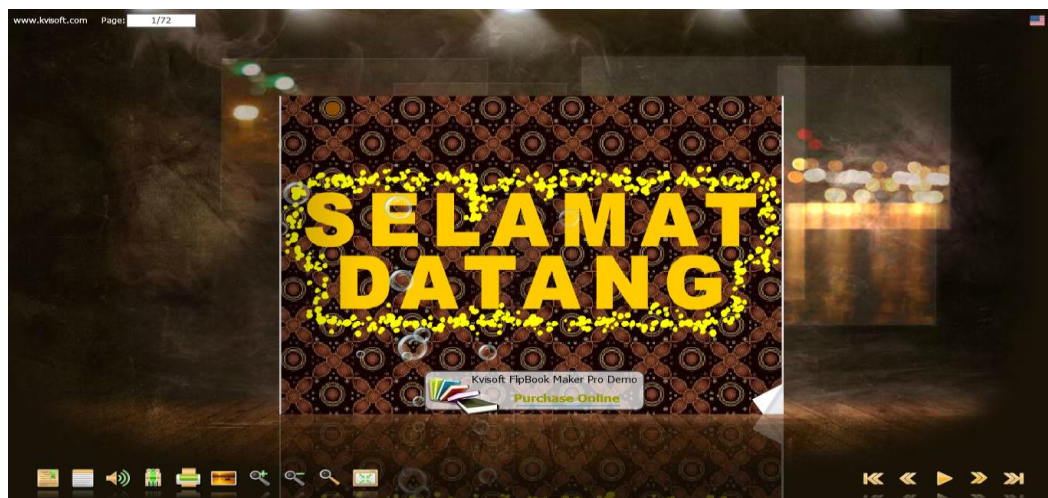 www.kvisoft.com Page: 1/72
SELAMAT
DATANG
Kvisoft FlipBook Maker Pro Demo
Purchase Online